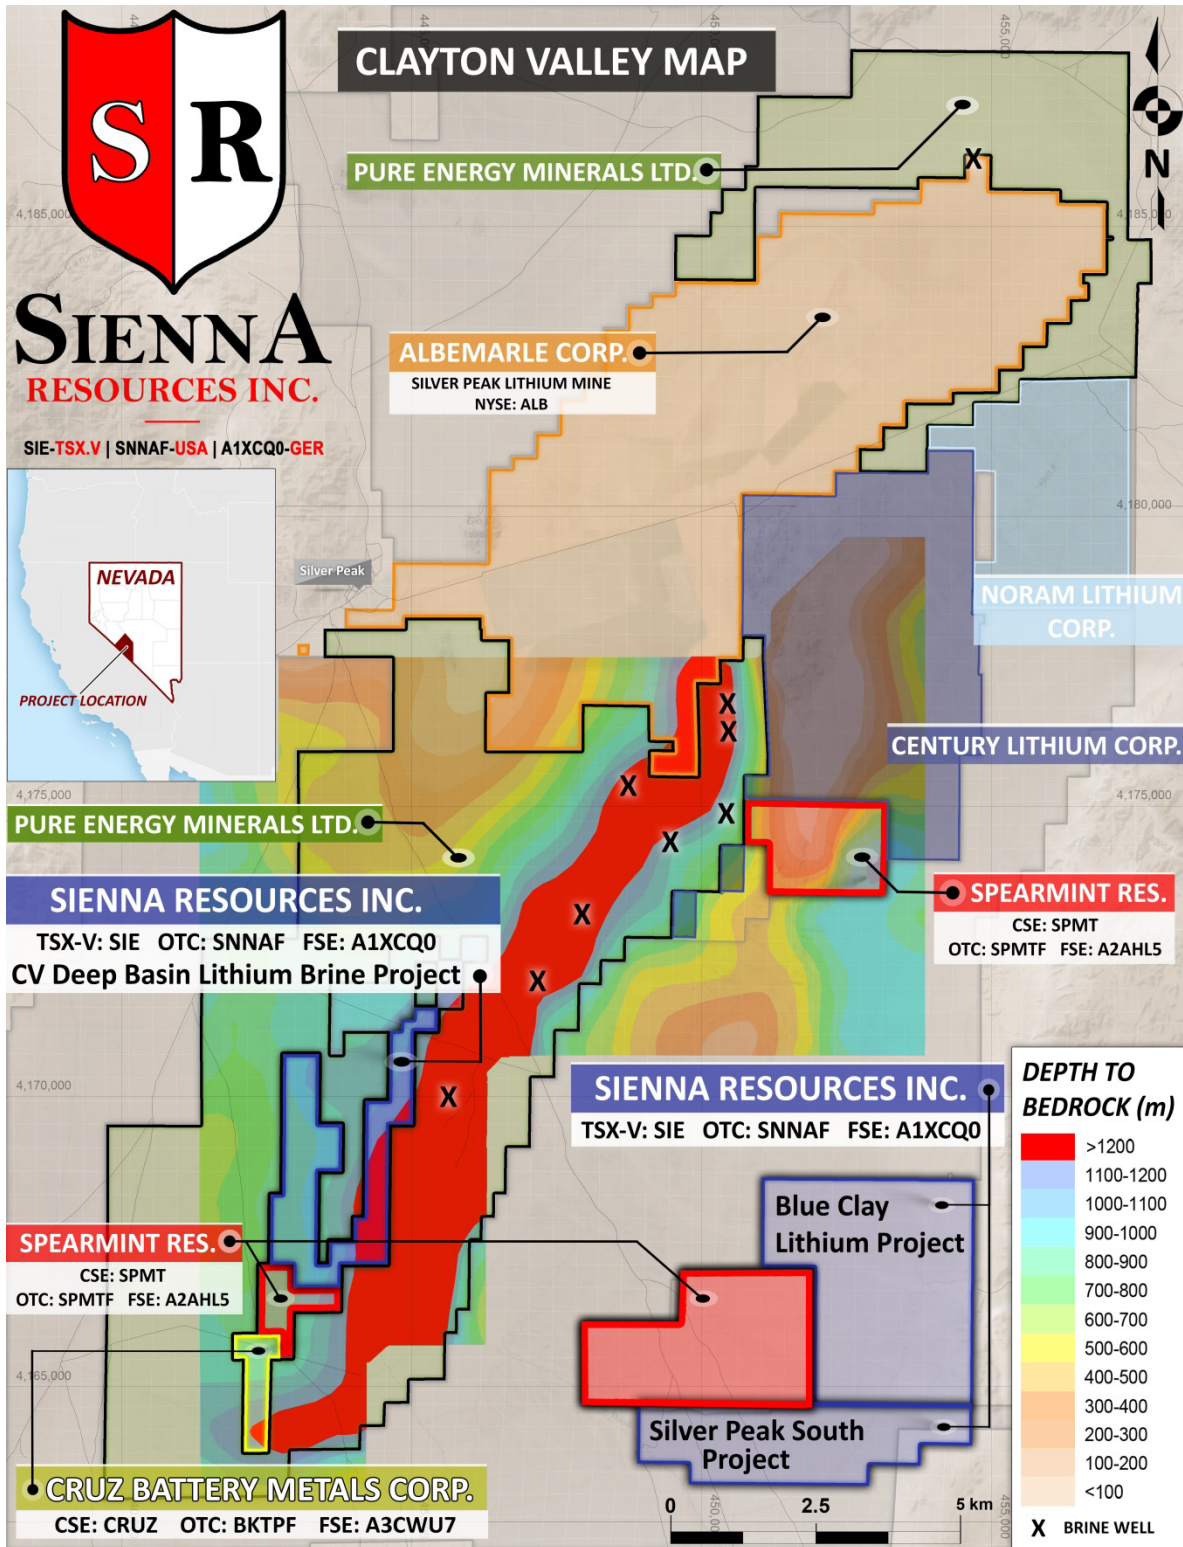 CLAYTON VALLEY MAP
S R
SIENNA
RESOURCES INC.
SIE-TSX.V | SNNAF-USA | A1XCQ0-GER
455,000
N
PURE ENERGY MINERALS LTD.
X
4,185,000
4,185,000
ALBEMARLE CORP.
SILVER PEAK LITHIUM MINE
NYSE: ALB
4,180,000
NEVADA
PROJECT LOCATION
Silver Peak
NORAM LITHIUM
CORP.
X
X
CENTURY LITHIUM CORP.
X
4,175,000
4,175,000
X
PURE ENERGY MINERALS LTD.
X
SIENNA RESOURCES INC.
TSX-V: SIE OTC: SNNAF FSE: A1XCQ0
CV Deep Basin Lithium Brine Project
X
X
SPEARMINT RES.
CSE: SPMT
OTC: SPMTF FSE: A2AHL5
4,170,000
X
SIENNA RESOURCES INC.
TSX-V: SIE OTC: SNNAF FSE: A1XCQ0
Blue Clay
Lithium Project
SPEARMINT RES.
CSE: SPMT
OTC: SPMTF FSE: A2AHL5
4,165,000
Silver Peak South
Project
CRUZ BATTERY METALS CORP.
CSE: CRUZ OTC: BKTPF FSE: A3CWU7
0 2.5 5 km
450,000
455,000
DEPTH TO
BEDROCK (m)
>1200
1100-1200
1000-1100
900-1000
800-900
700-800
600-700
500-600
400-500
300-400
200-300
100-200
<100
X BRINE WELL